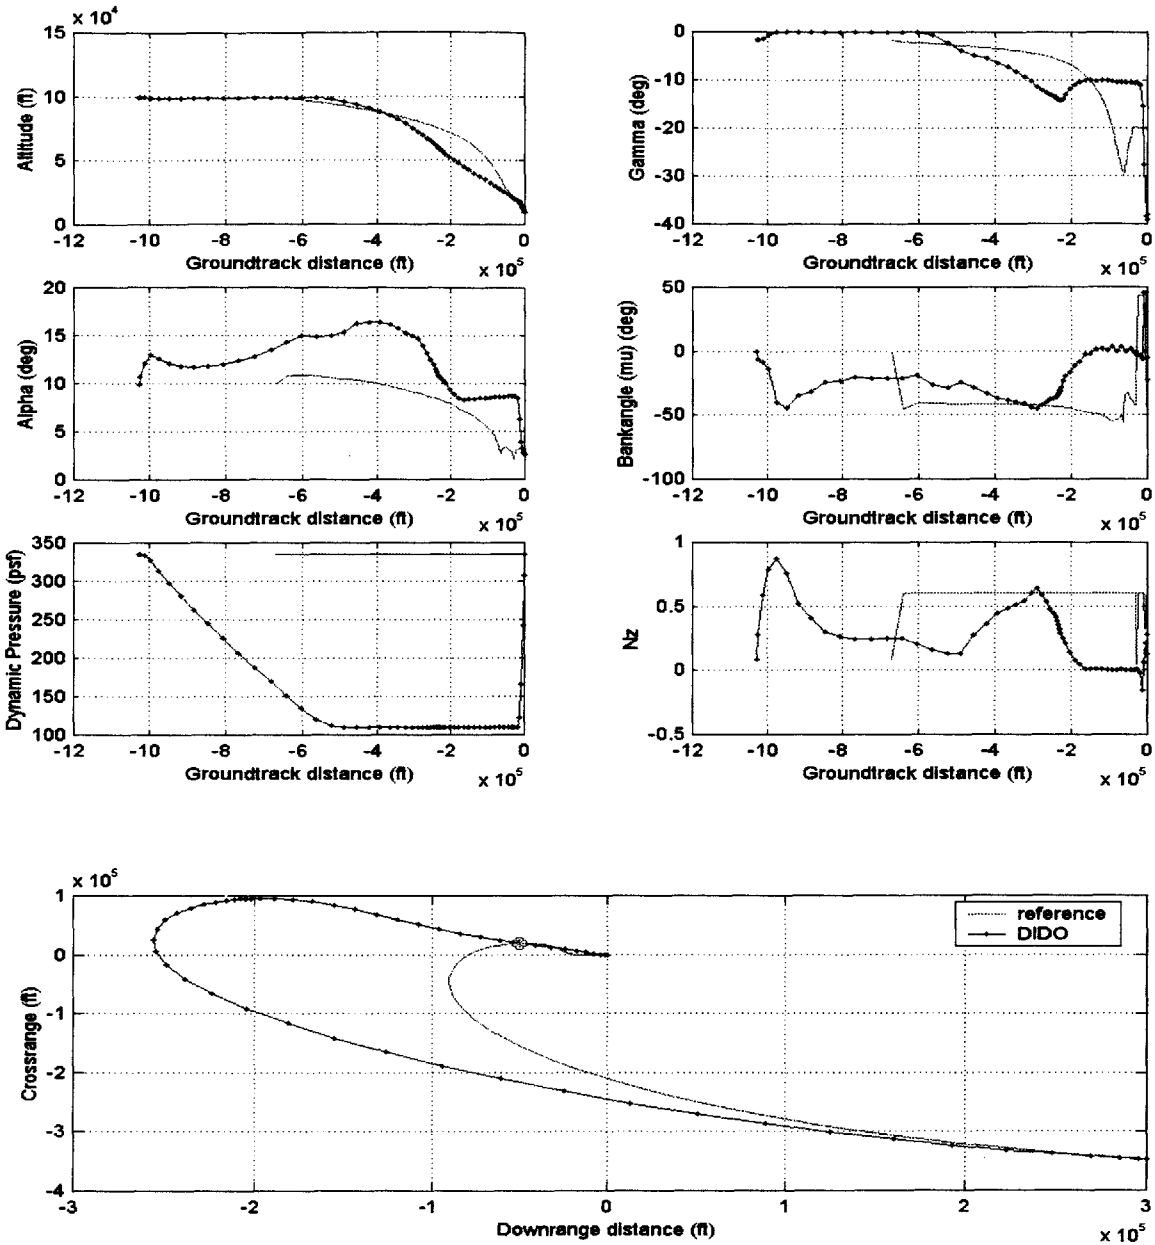 x 10^4
15
10
5
0
Altitude (ft)
-12 -10 -8 -6 -4 -2 0
Groundtrack distance (ft) x 10^5
0
-10
-20
-30
-40
Gamma (deg)
-12 -10 -8 -6 -4 -2 0
Groundtrack distance (ft) x 10^5
20
15
10
5
0
Alpha (deg)
-12 -10 -8 -6 -4 -2 0
Groundtrack distance (ft) x 10^5
50
0
-50
-100
Bankangle (mu) (deg)
-12 -10 -8 -6 -4 -2 0
Groundtrack distance (ft) x 10^5
350
300
250
200
150
100
Dynamic Pressure (psf)
-12 -10 -8 -6 -4 -2 0
Groundtrack distance (ft) x 10^5
1
0.5
0
-0.5
Nz
-12 -10 -8 -6 -4 -2 0
Groundtrack distance (ft) x 10^5
x 10^5
1
0
-1
-2
-3
-4
Crossrange (ft)
reference
DIDO
-3 -2 -1 0 1 2 3
Downrange distance (ft) x 10^5